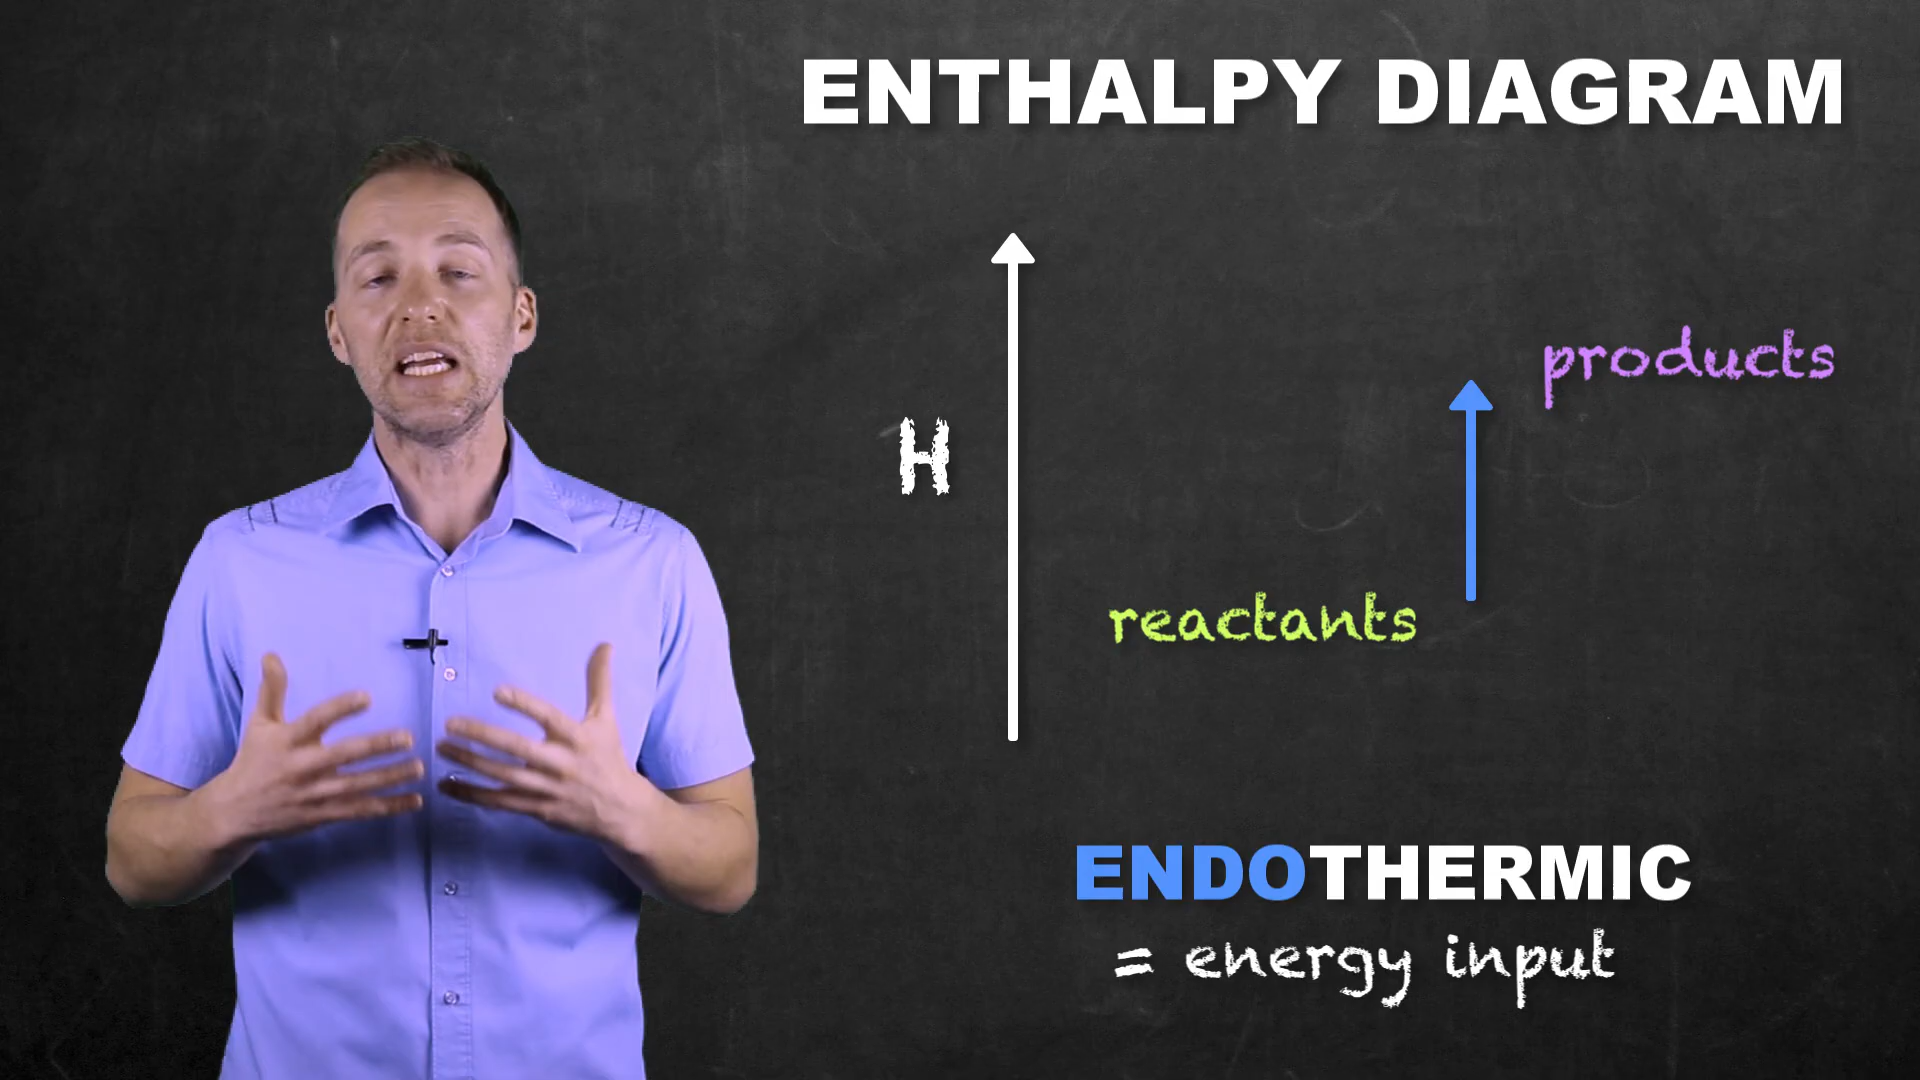 ENTHALPY DIAGRAM
products
H
reactants
ENDOTHERMIC
= energy input